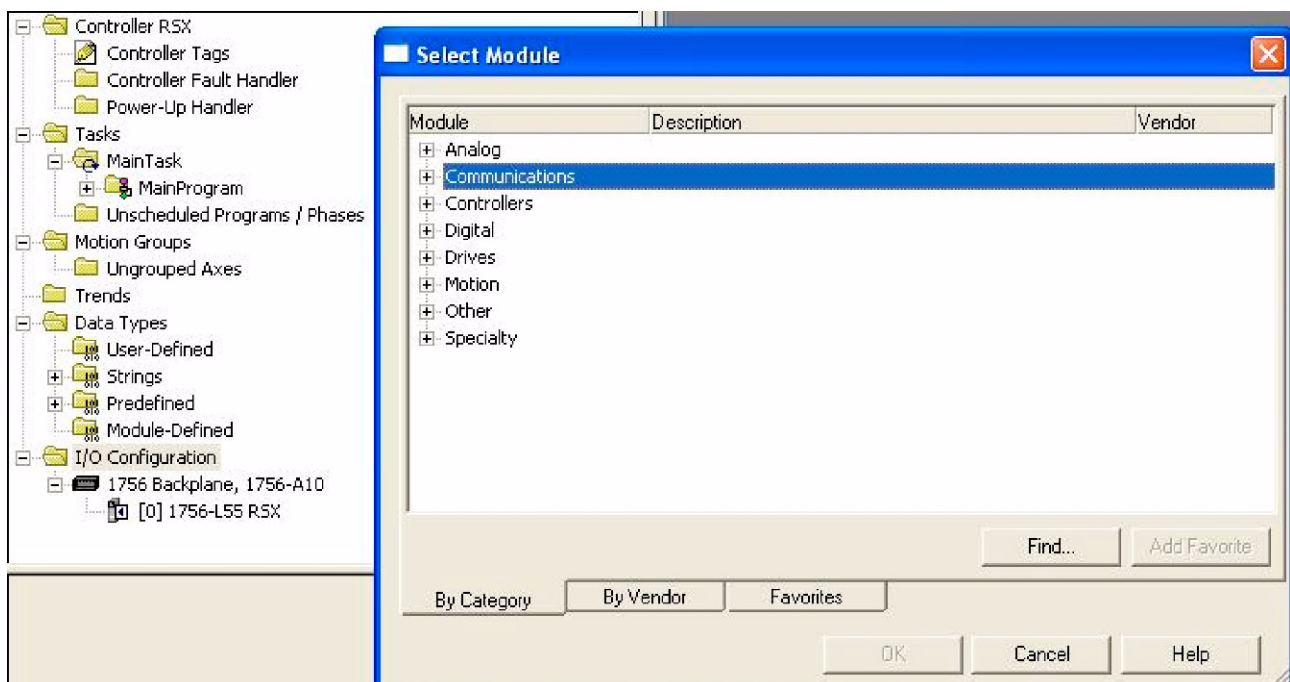 Controller RSX
Controller Tags
Controller Fault Handler
Power-Up Handler
Tasks
MainTask
MainProgram
Unscheduled Programs / Phases
Motion Groups
Ungrouped Axes
Trends
Data Types
User-Defined
Strings
Predefined
Module-Defined
I/O Configuration
1756 Backplane, 1756-A10
[0] 1756-L55 RSX
Select Module
Module Description Vendor
Analog
Communications
Controllers
Digital
Drives
Motion
Other
Specialty
Find... Add Favorite
By Category By Vendor Favorites
OK Cancel Help